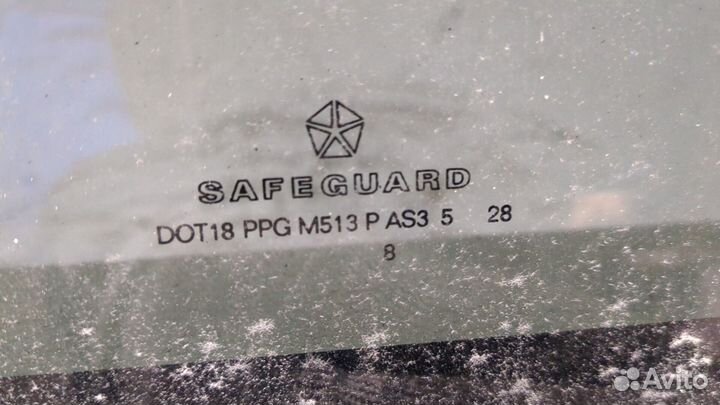 SAFEGUARD
DOT18 PPG M513 P AS3 5 28
8
Avito